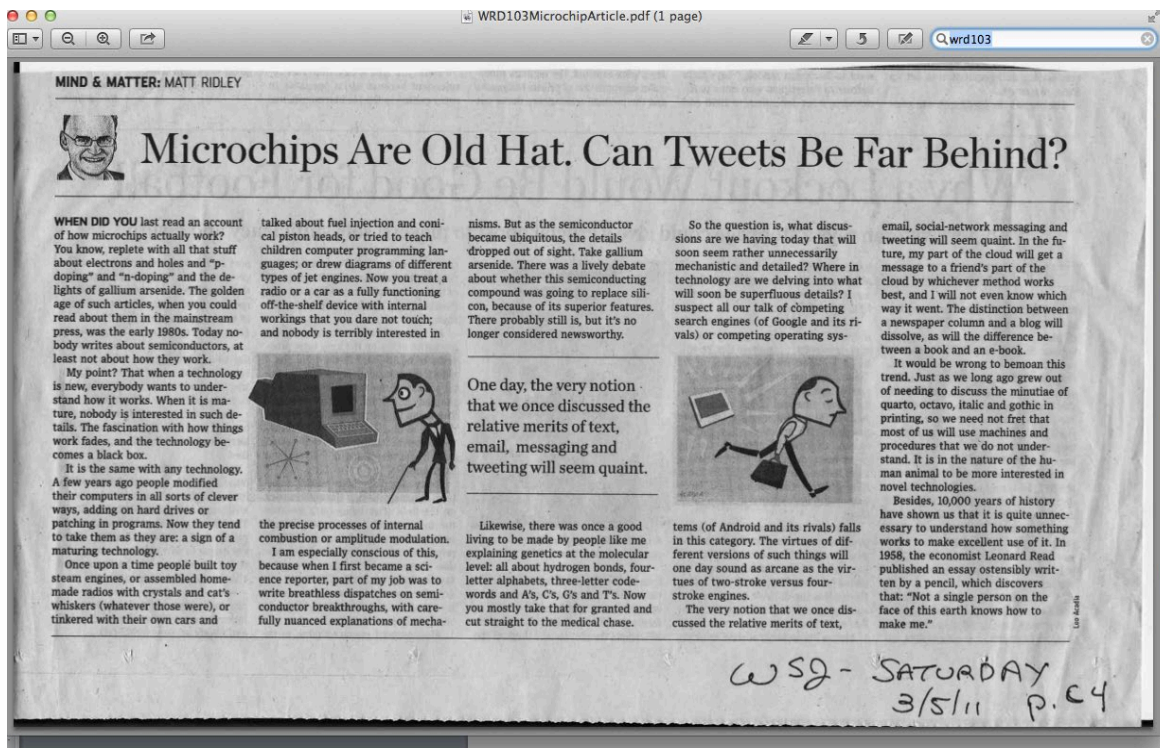 WRD103MicrochipArticle.pdf (1 page)
wrd103
MIND & MATTER: MATT RIDLEY
Microchips Are Old Hat. Can Tweets Be Far Behind?
WHEN DID YOU last read an account
of how microchips actually work?
You know, replete with all that stuff
about electrons and holes and "p-
doping" and "n-doping" and the de-
lights of gallium arsenide. The golden
age of such articles, when you could
read about them in the mainstream
press, was the early 1980s. Today no-
body writes about semiconductors, at
least not about how they work.
My point? That when a technology
is new, everybody wants to under-
stand how it works. When it is ma-
ture, nobody is interested in such de-
tails. The fascination with how things
work fades, and the technology be-
comes a black box.
It is the same with any technology.
A few years ago people modified
their computers in all sorts of clever
ways, adding on hard drives or
patching in programs. Now they tend
to take them as they are: a sign of a
maturing technology.
Once upon a time people built toy
steam engines, or assembled home-
made radios with crystals and cat's
whiskers (whatever those were), or
tinkered with their own cars and
talked about fuel injection and coni-
cal piston heads, or tried to teach
children computer programming lan-
guages; or drew diagrams of different
types of jet engines. Now you treat a
radio or a car as a fully functioning
off-the-shelf device with internal
workings that you dare not touch;
and nobody is terribly interested in
the precise processes of internal
combustion or amplitude modulation.
I am especially conscious of this,
because when I first became a sci-
ence reporter, part of my job was to
write breathless dispatches on semi-
conductor breakthroughs, with care-
fully nuanced explanations of mecha-
nisms. But as the semiconductor
became ubiquitous, the details
dropped out of sight. Take gallium
arsenide. There was a lively debate
about whether this semiconducting
compound was going to replace sili-
con, because of its superior features.
There probably still is, but it's no
longer considered newsworthy.
One day, the very notion
that we once discussed the
relative merits of text,
email, messaging and
tweeting will seem quaint.
Likewise, there was once a good
living to be made by people like me
explaining genetics at the molecular
level: all about hydrogen bonds, four-
letter alphabets, three-letter code-
words and A's, C's, G's and T's. Now
you mostly take that for granted and
cut straight to the medical chase.
So the question is, what discus-
sions are we having today that will
soon seem rather unnecessarily
mechanistic and detailed? Where in
technology are we delving into what
will soon be superfluous details? I
suspect all our talk of competing
search engines (of Google and its ri-
vals) or competing operating sys-
tems (of Android and its rivals) falls
in this category. The virtues of dif-
ferent versions of such things will
one day sound as arcane as the vir-
tues of two-stroke versus four-
stroke engines.
The very notion that we once dis-
cussed the relative merits of text,
email, social-network messaging and
tweeting will seem quaint. In the fu-
ture, my part of the cloud will get a
message to a friend's part of the
cloud by whichever method works
best, and I will not even know which
way it went. The distinction between
a newspaper column and a blog will
dissolve, as will the difference be-
tween a book and an e-book.
It would be wrong to bemoan this
trend. Just as we long ago grew out
of needing to discuss the minutiae of
quarto, octavo, italic and gothic in
printing, so we need not fret that
most of us will use machines and
procedures that we do not under-
stand. It is in the nature of the hu-
man animal to be more interested in
novel technologies.
Besides, 10,000 years of history
have shown us that it is quite unnec-
essary to understand how something
works to make excellent use of it. In
1958, the economist Leonard Read
published an essay ostensibly writ-
ten by a pencil, which discovers
that: "Not a single person on the
face of this earth knows how to
make me."
WSJ - SATURDAY
3/5/11 p. C4